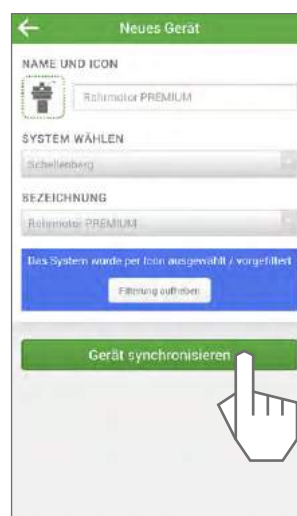 Neues Gerät
NAME UND ICON
Rohrmotor PREMIUM
SYSTEM WÄHLEN
Schellenberg
BEZEICHNUNG
Rohrmotor PREMIUM
Das System wurde per Icon ausgewählt / vorgefiltert
Filterung aufheben
Gerät synchronisieren